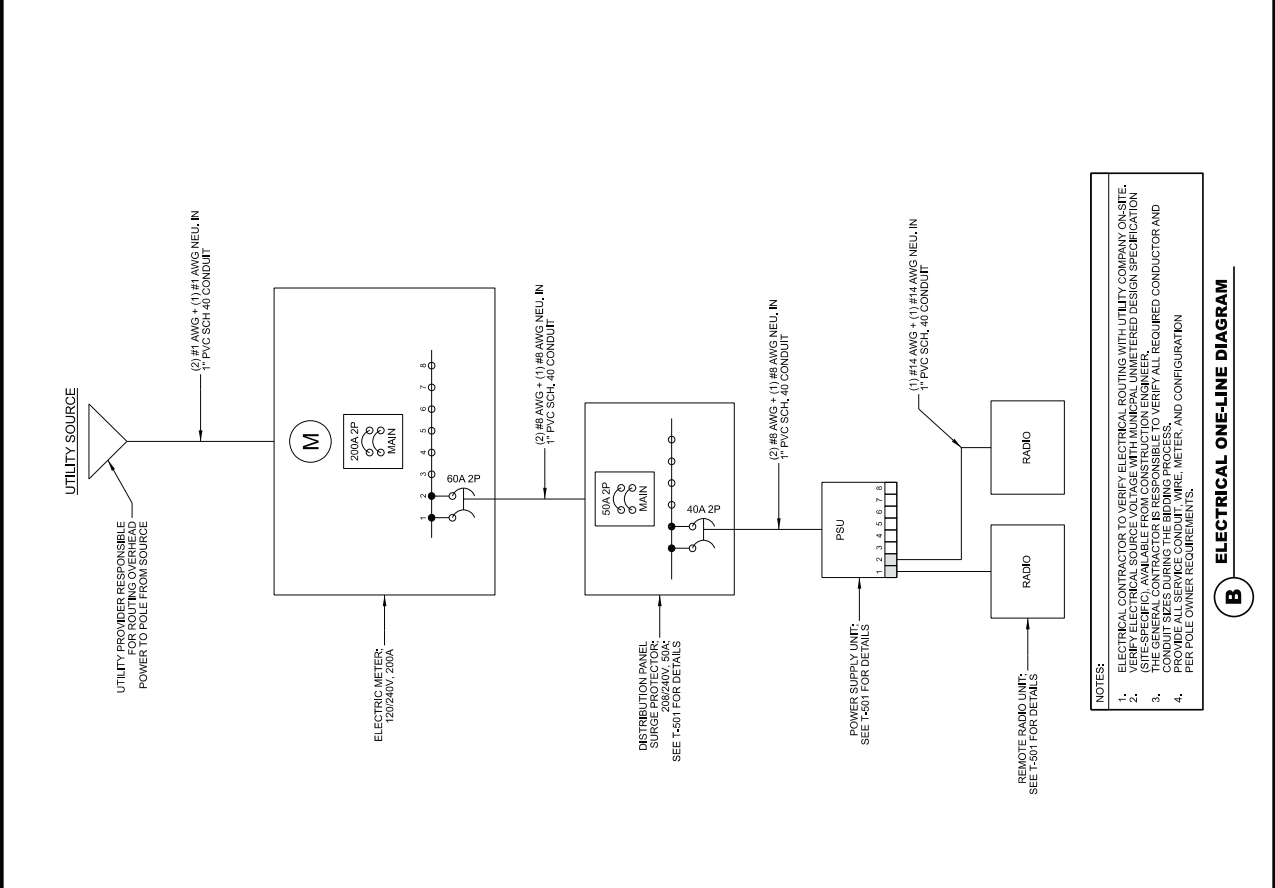 UTILITY SOURCE
UTILITY PROVIDER RESPONSIBLE
FOR ROUTING OVERHEAD
POWER TO POLE FROM SOURCE
(2) #1 AWG + (1) #1 AWG NEU. IN
1" PVC SCH 40 CONDUIT
ELECTRIC METER:
120/240V, 200A
M
200A 2P
MAIN
1 2 3 4 5 6 7 8
60A 2P
(2) #8 AWG + (1) #8 AWG NEU. IN
1" PVC SCH. 40 CONDUIT
DISTRIBUTION PANEL
SURGE PROTECTOR:
208/240V, 50A:
SEE T-501 FOR DETAILS
50A 2P
MAIN
40A 2P
(2) #8 AWG + (1) #8 AWG NEU. IN
1" PVC SCH. 40 CONDUIT
POWER SUPPLY UNIT:
SEE T-501 FOR DETAILS
PSU
1 2 3 4 5 6 7 8
(1) #14 AWG + (1) #14 AWG NEU. IN
1" PVC SCH. 40 CONDUIT
REMOTE RADIO UNIT:
SEE T-501 FOR DETAILS
RADIO
RADIO
NOTES:
1. ELECTRICAL CONTRACTOR TO VERIFY ELECTRICAL ROUTING WITH UTILITY COMPANY ON-SITE.
2. VERIFY ELECTRICAL SOURCE VOLTAGE WITH MUNICPAL UNMETERED DESIGN SPECIFICATION
(SITE-SPECIFIC), AVAILABLE FROM CONSTRUCTION ENGINEER.
3. THE GENERAL CONTRACTOR IS RESPONSIBLE TO VERIFY ALL REQUIRED CONDUCTOR AND
CONDUIT SIZES DURING THE BIDDING PROCESS.
4. PROVIDE ALL SERVICE CONDUIT, WIRE, METER, AND CONFIGURATION
PER POLE OWNER REQUIREMENTS.
B
ELECTRICAL ONE-LINE DIAGRAM